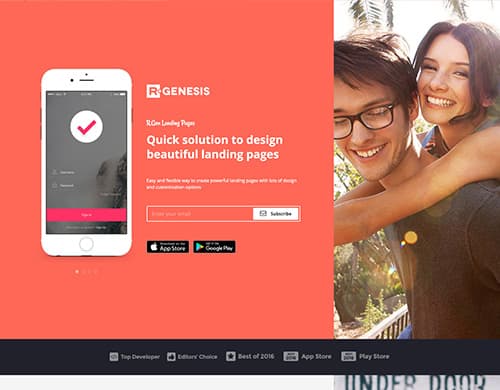 R-GENESIS
RGen Landing Pages
Quick solution to design
beautiful landing pages
Easy and flexible way to create powerful landing pages with lots of design
and customization options
Enter your email
Subscribe
Username
Password
Sign in
Sign Up
Download on the
App Store
GET IT ON
Google Play
Top Developer
Editors' Choice
Best of 2016
App Store
Play Store
UNDER DOOR